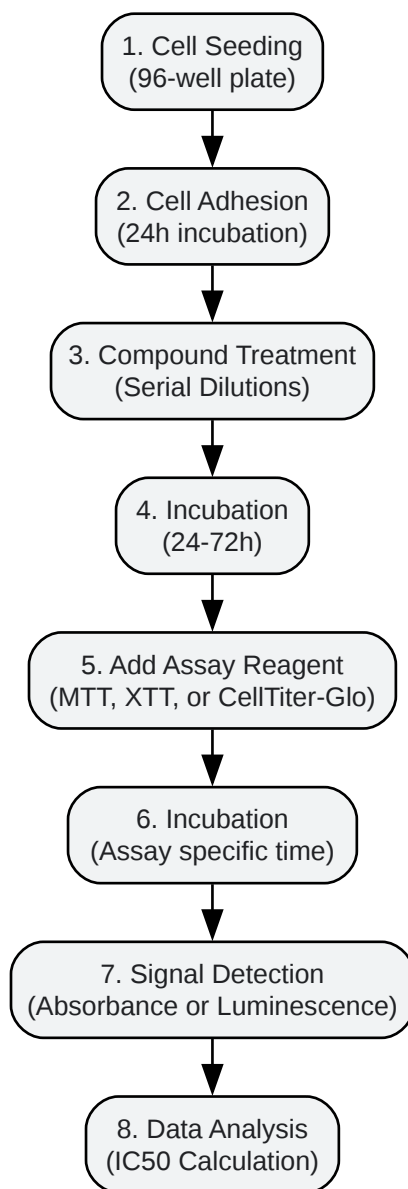 1. Cell Seeding
(96-well plate)
2. Cell Adhesion
(24h incubation)
3. Compound Treatment
(Serial Dilutions)
4. Incubation
(24-72h)
5. Add Assay Reagent
(MTT, XTT, or CellTiter-Glo)
6. Incubation
(Assay specific time)
7. Signal Detection
(Absorbance or Luminescence)
8. Data Analysis
(IC50 Calculation)